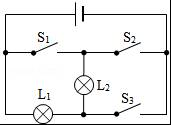 S₁ S₂
L₂
L₁ S₃